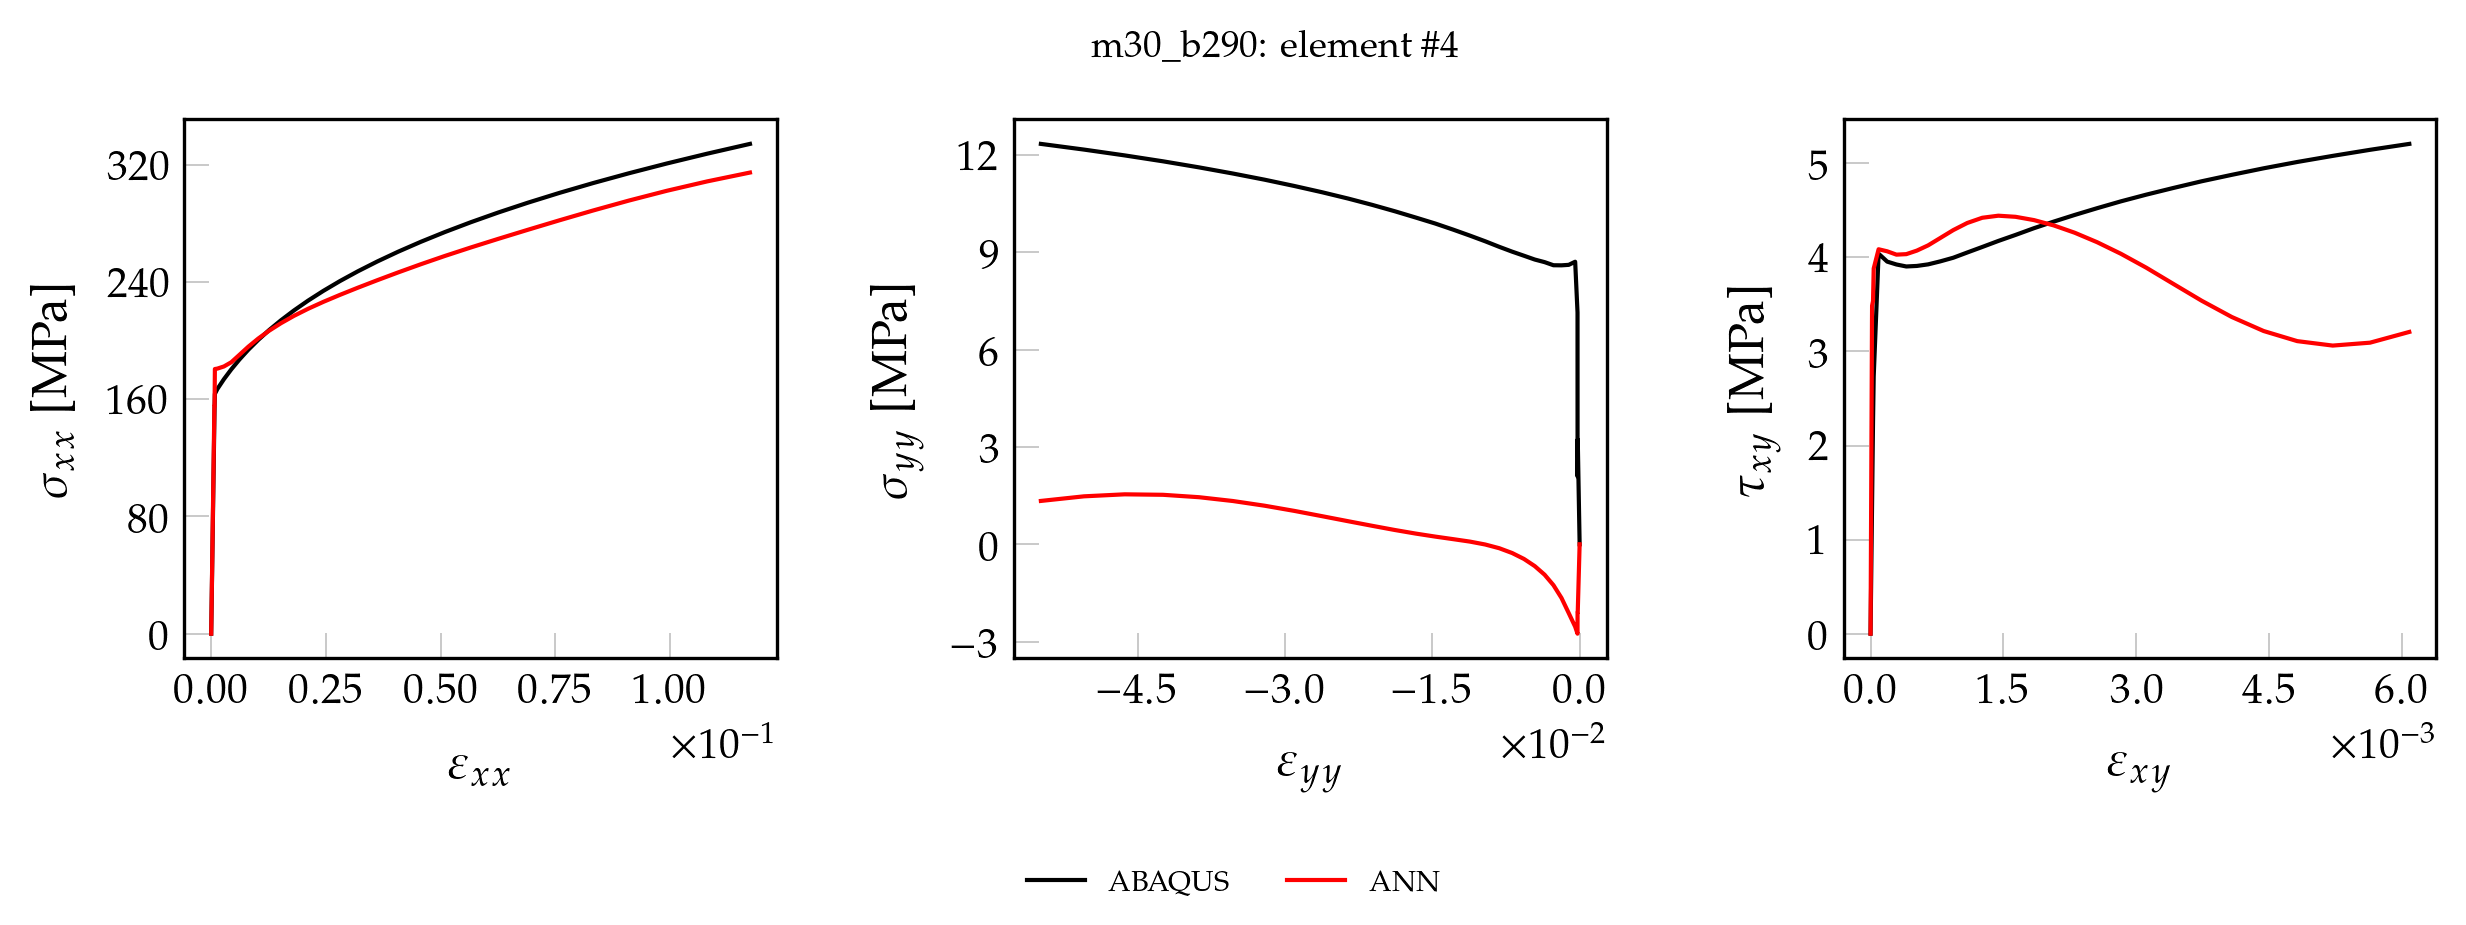 m30_b290: element #4
σxx [MPa]
320
240
160
80
0
0.00 0.25 0.50 0.75 1.00
×10−1
εxx
σyy [MPa]
12
9
6
3
0
−3
−4.5 −3.0 −1.5 0.0
×10−2
εyy
τxy [MPa]
5
4
3
2
1
0
0.0 1.5 3.0 4.5 6.0
×10−3
εxy
ABAQUS ANN